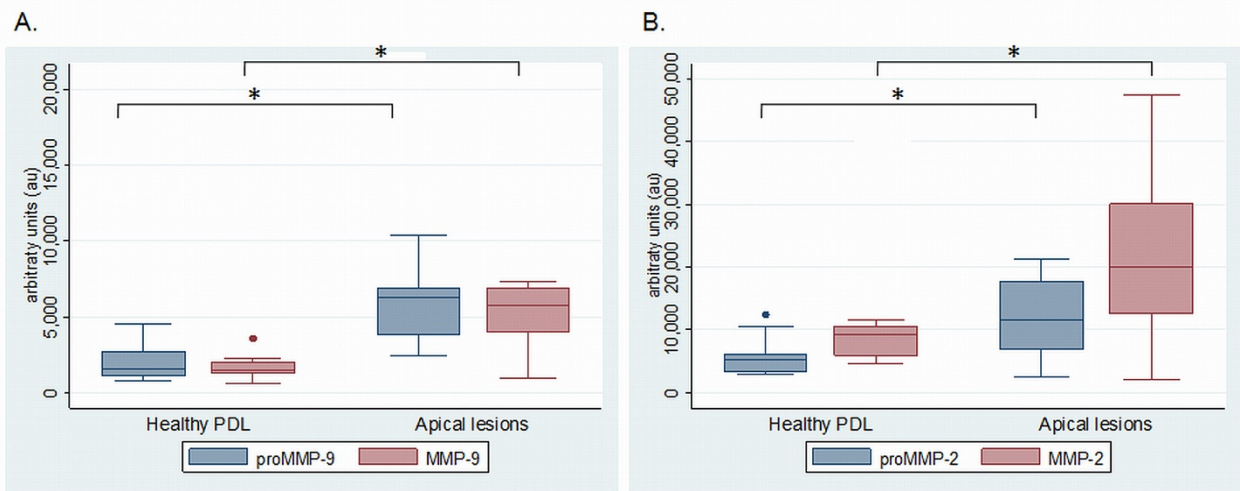 A.
*
*
20,000
15,000
10,000
5,000
0
arbitraty units (au)
Healthy PDL Apical lesions
proMMP-9 MMP-9
B.
*
*
50,000
40,000
30,000
20,000
10,000
0
arbitraty units (au)
Healthy PDL Apical lesions
proMMP-2 MMP-2